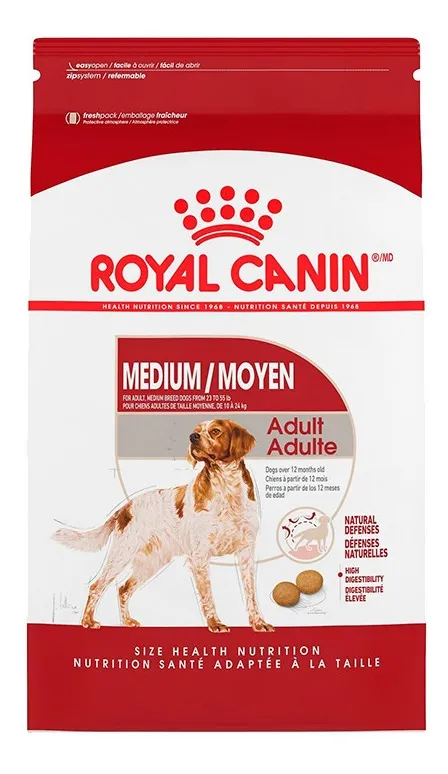 easyopen / facile à ouvrir / fácil de abrir
zipsystem / refermable
freshpack / emballage fraîcheur
Protective atmosphere / Atmosphère protectrice
ROYAL CANIN®/MD
HEALTH NUTRITION SINCE 1968 - NUTRITION SANTÉ DEPUIS 1968
MEDIUM / MOYEN
FOR ADULT, MEDIUM BREED DOGS FROM 23 TO 55 lb
POUR CHIENS ADULTES DE TAILLE MOYENNE, DE 10 À 24 kg
Adult
Adulte
Dogs over 12 months old
Chiens à partir de 12 mois
Perros a partir de los 12 meses
de edad
NATURAL
DEFENSES
DÉFENSES
NATURELLES
HIGH
DIGESTIBILITY
DIGESTIBILITÉ
ÉLEVÉE
SIZE HEALTH NUTRITION
NUTRITION SANTÉ ADAPTÉE À LA TAILLE